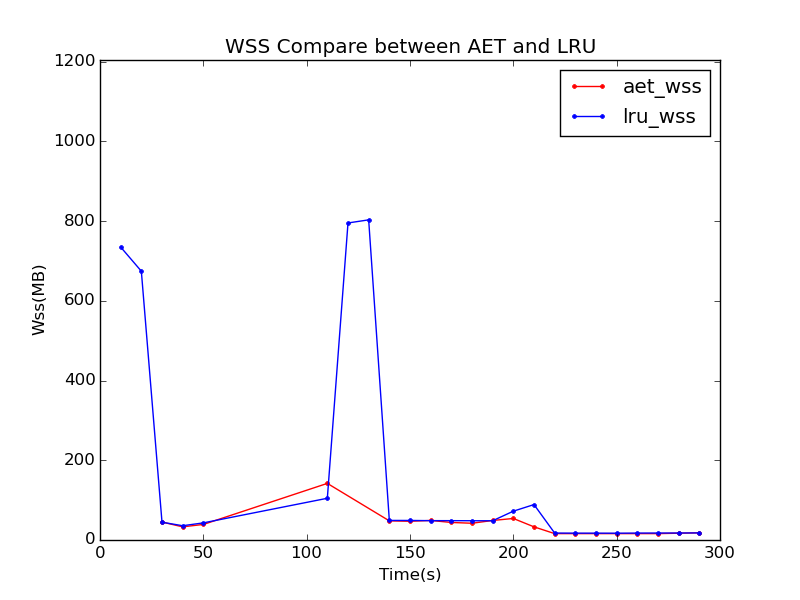 WSS Compare between AET and LRU
1200
1000
800
600
400
200
0
Wss(MB)
aet_wss
lru_wss
0 50 100 150 200 250 300
Time(s)